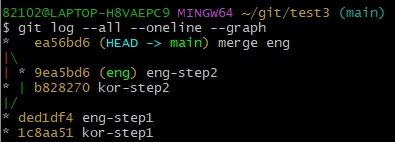 82102@LAPTOP-H8VAEPC9 MINGW64 ~/git/test3 (main)
$ git log --all --oneline --graph
*   ea56bd6 (HEAD -> main) merge eng
|\
| * 9ea5bd6 (eng) eng-step2
* | b828270 kor-step2
|/
* ded1df4 eng-step1
* 1c8aa51 kor-step1